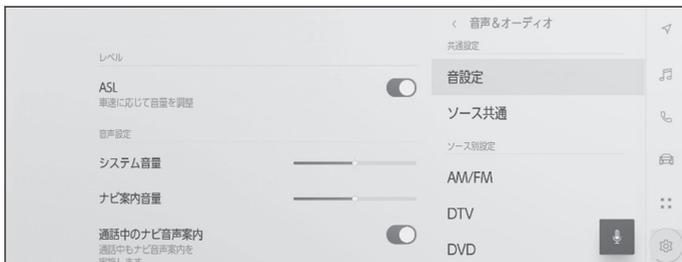 レベル
ASL
車速に応じて音量を調整
音声設定
システム音量
ナビ案内音量
通話中のナビ音声案内
通話中もナビ音声案内を
< 音声&オーディオ
共通設定
音設定
ソース共通
ソース別設定
AM/FM
DTV
DVD